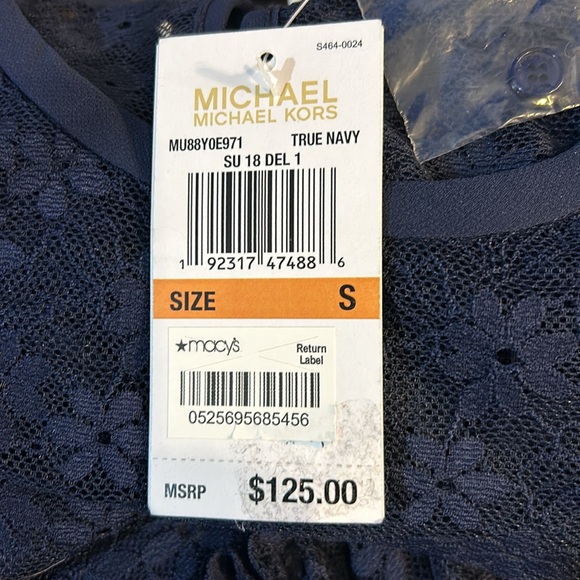 S464-0024
MICHAEL
MICHAEL KORS
MU88Y0E971 TRUE NAVY
SU 18 DEL 1
1 92317 47488 6
SIZE S
★macy's Return
Label
0525695685456
MSRP $125.00